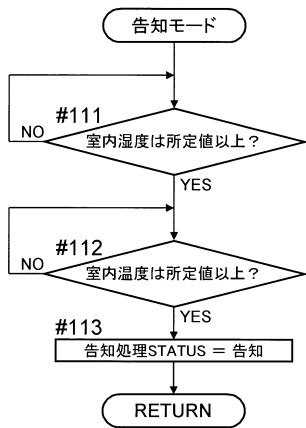 告知モード
#111
室内湿度は所定値以上？
NO
YES
#112
室内温度は所定値以上？
NO
YES
#113
告知処理STATUS ＝ 告知
RETURN